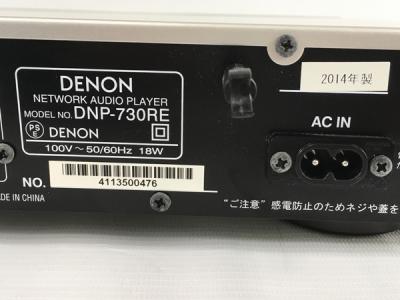 DENON
NETWORK AUDIO PLAYER
MODEL NO. DNP-730RE
PS
E
DENON
100V ~ 50/60Hz 18W
NO.
4113500476
MADE IN CHINA
2014年製
AC IN
"ご注意" 感電防止のためネジや蓋を